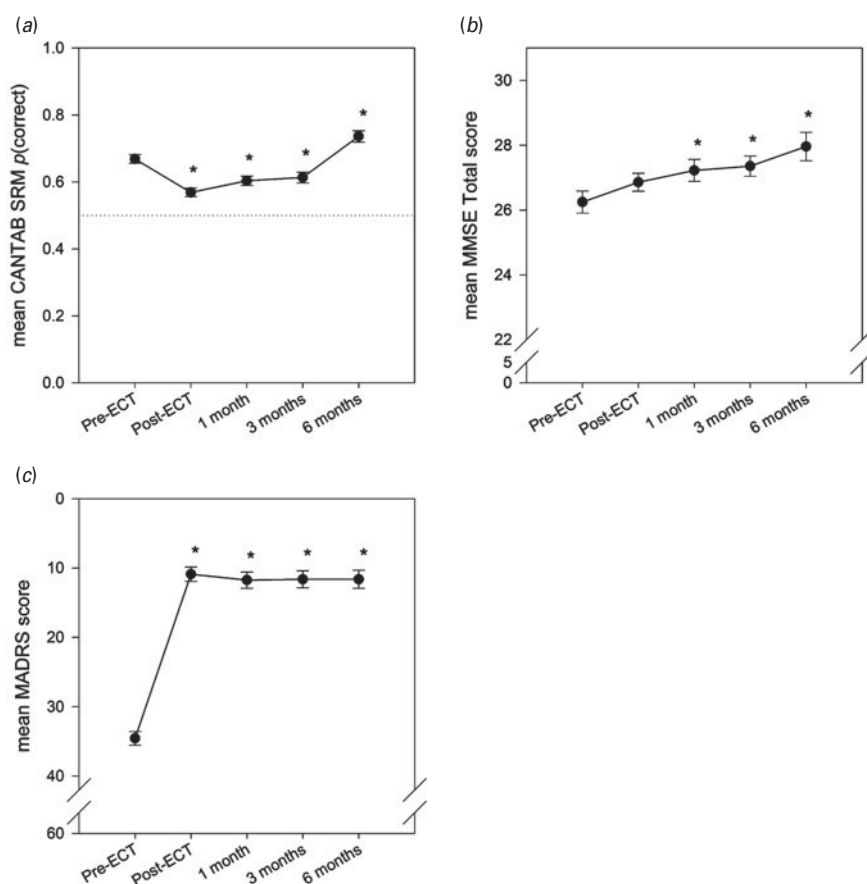 (a)
mean CANTAB SRM p(correct)
1.0
0.8
0.6
0.4
0.2
0.0
*
*
*
*
Pre-ECT
Post-ECT
1 month
3 months
6 months
(b)
mean MMSE Total score
30
28
26
24
22
5
0
*
*
*
Pre-ECT
Post-ECT
1 month
3 months
6 months
(c)
mean MADRS score
0
10
20
30
40
60
*
*
*
*
Pre-ECT
Post-ECT
1 month
3 months
6 months